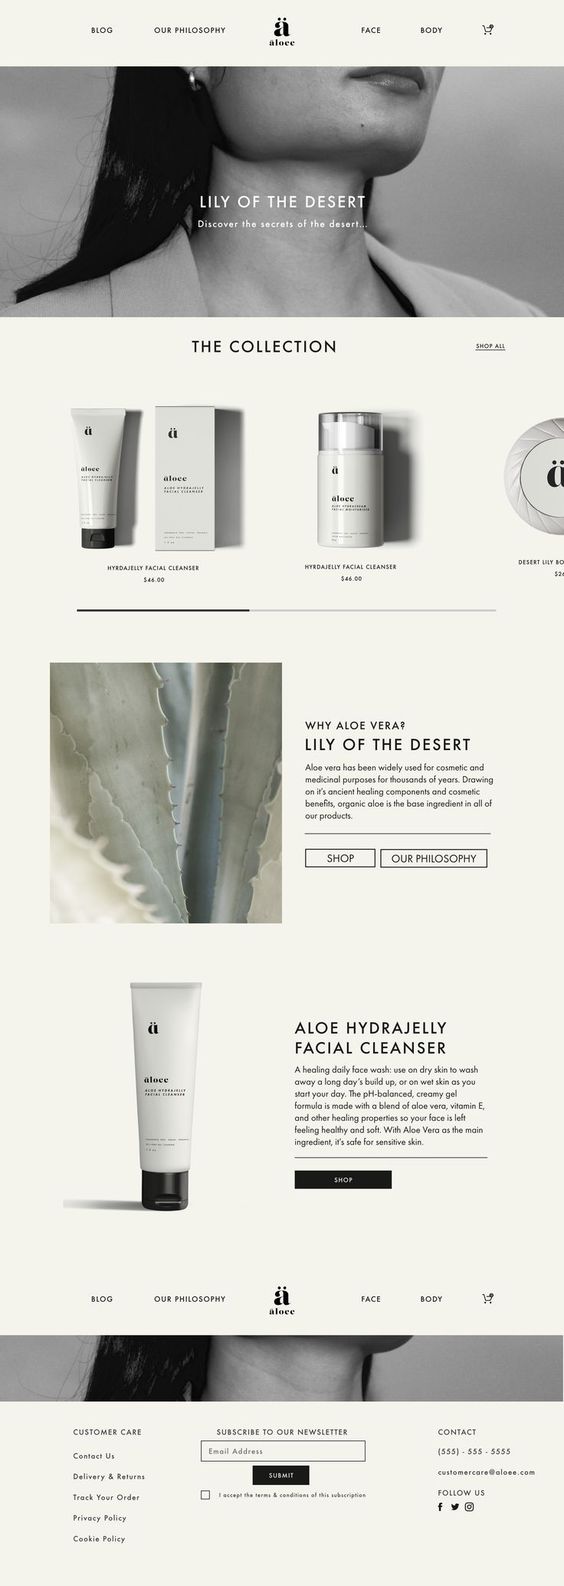 BLOG OUR PHILOSOPHY ä FACE BODY
äloee
LILY OF THE DESERT
Discover the secrets of the desert...
THE COLLECTION SHOP ALL
ä ä
äloee äloee
ALOE HYDRAJELLY ALOE HYDRAJELLY
FACIAL CLEANSER FACIAL CLEANSER
HYRDAJELLY FACIAL CLEANSER
$46.00
ä
äloee
FACIAL MOISTURISER
HYRDAJELLY FACIAL CLEANSER
$46.00
ä
DESERT LILY BO
$26
WHY ALOE VERA?
LILY OF THE DESERT
Aloe vera has been widely used for cosmetic and
medicinal purposes for thousands of years. Drawing
on it's ancient healing components and cosmetic
benefits, organic aloe is the base ingredient in all of
our products.
SHOP OUR PHILOSOPHY
ä
äloee
ALOE HYDRAJELLY
FACIAL CLEANSER
ALOE HYDRAJELLY
FACIAL CLEANSER
A healing daily face wash: use on dry skin to wash
away a long day's build up, or on wet skin as you
start your day. The pH-balanced, creamy gel
formula is made with a blend of aloe vera, vitamin E,
and other healing properties so your face is left
feeling healthy and soft. With Aloe Vera as the main
ingredient, it's safe for sensitive skin.
SHOP
BLOG OUR PHILOSOPHY ä FACE BODY
äloee
CUSTOMER CARE
Contact Us
Delivery & Returns
Track Your Order
Privacy Policy
Cookie Policy
SUBSCRIBE TO OUR NEWSLETTER
Email Address
SUBMIT
I accept the terms & conditions of this subscription
CONTACT
(555) - 555 - 5555
customercare@aloee.com
FOLLOW US